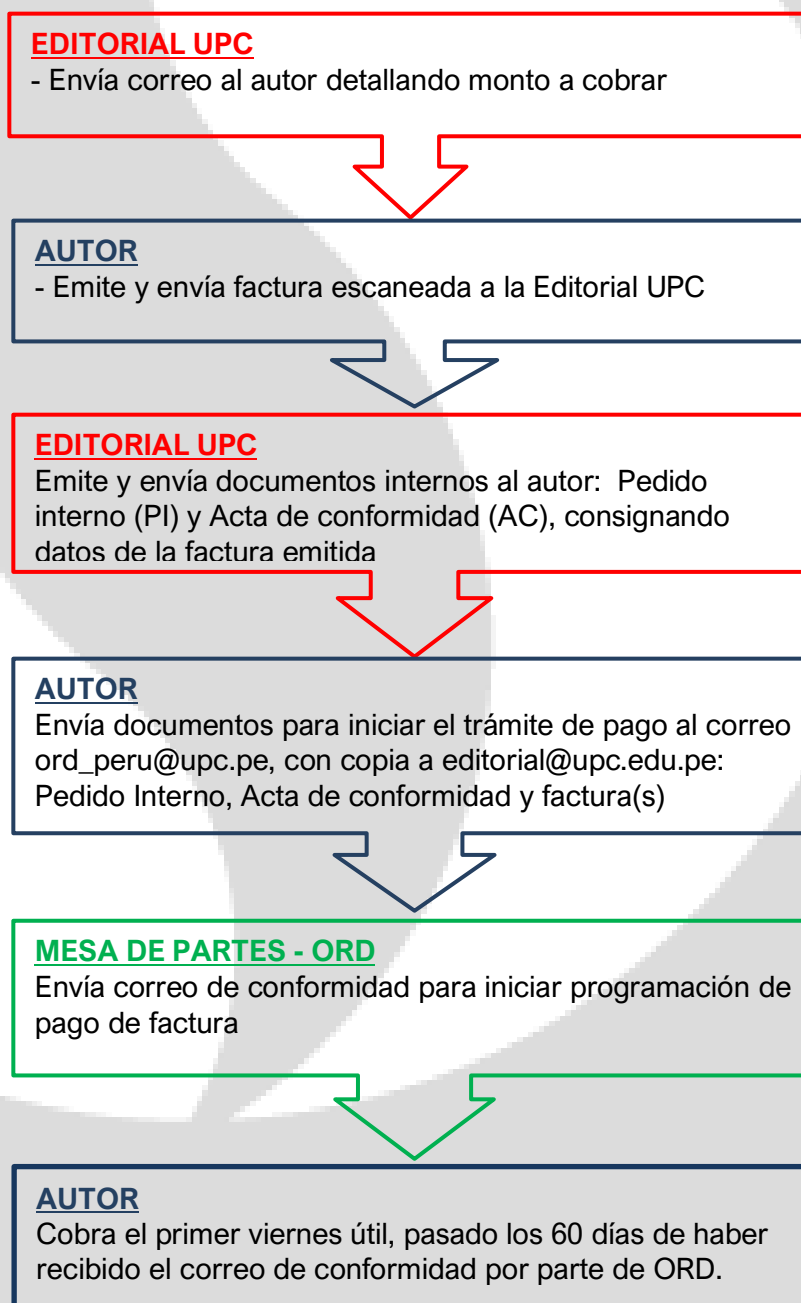 EDITORIAL UPC
- Envía correo al autor detallando monto a cobrar
AUTOR
- Emite y envía factura escaneada a la Editorial UPC
EDITORIAL UPC
Emite y envía documentos internos al autor:  Pedido
interno (PI) y Acta de conformidad (AC), consignando
datos de la factura emitida
AUTOR
Envía documentos para iniciar el trámite de pago al correo
ord_peru@upc.pe, con copia a editorial@upc.edu.pe:
Pedido Interno, Acta de conformidad y factura(s)
MESA DE PARTES - ORD
Envía correo de conformidad para iniciar programación de
pago de factura
AUTOR
Cobra el primer viernes útil, pasado los 60 días de haber
recibido el correo de conformidad por parte de ORD.